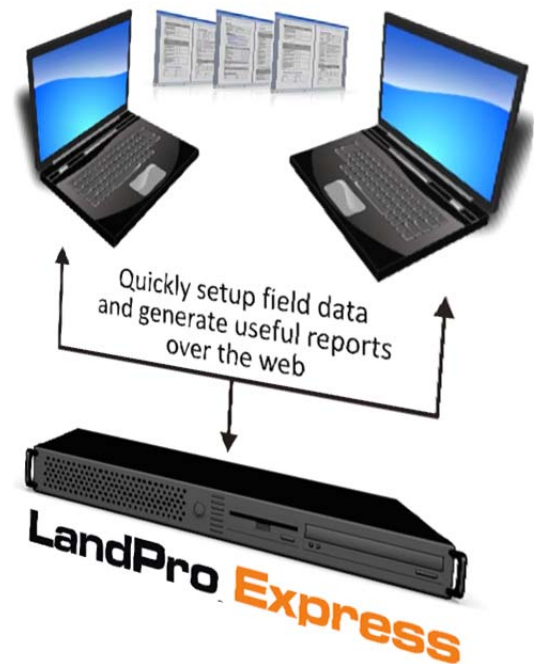 Quickly setup field data
and generate useful reports
over the web
LandPro Express